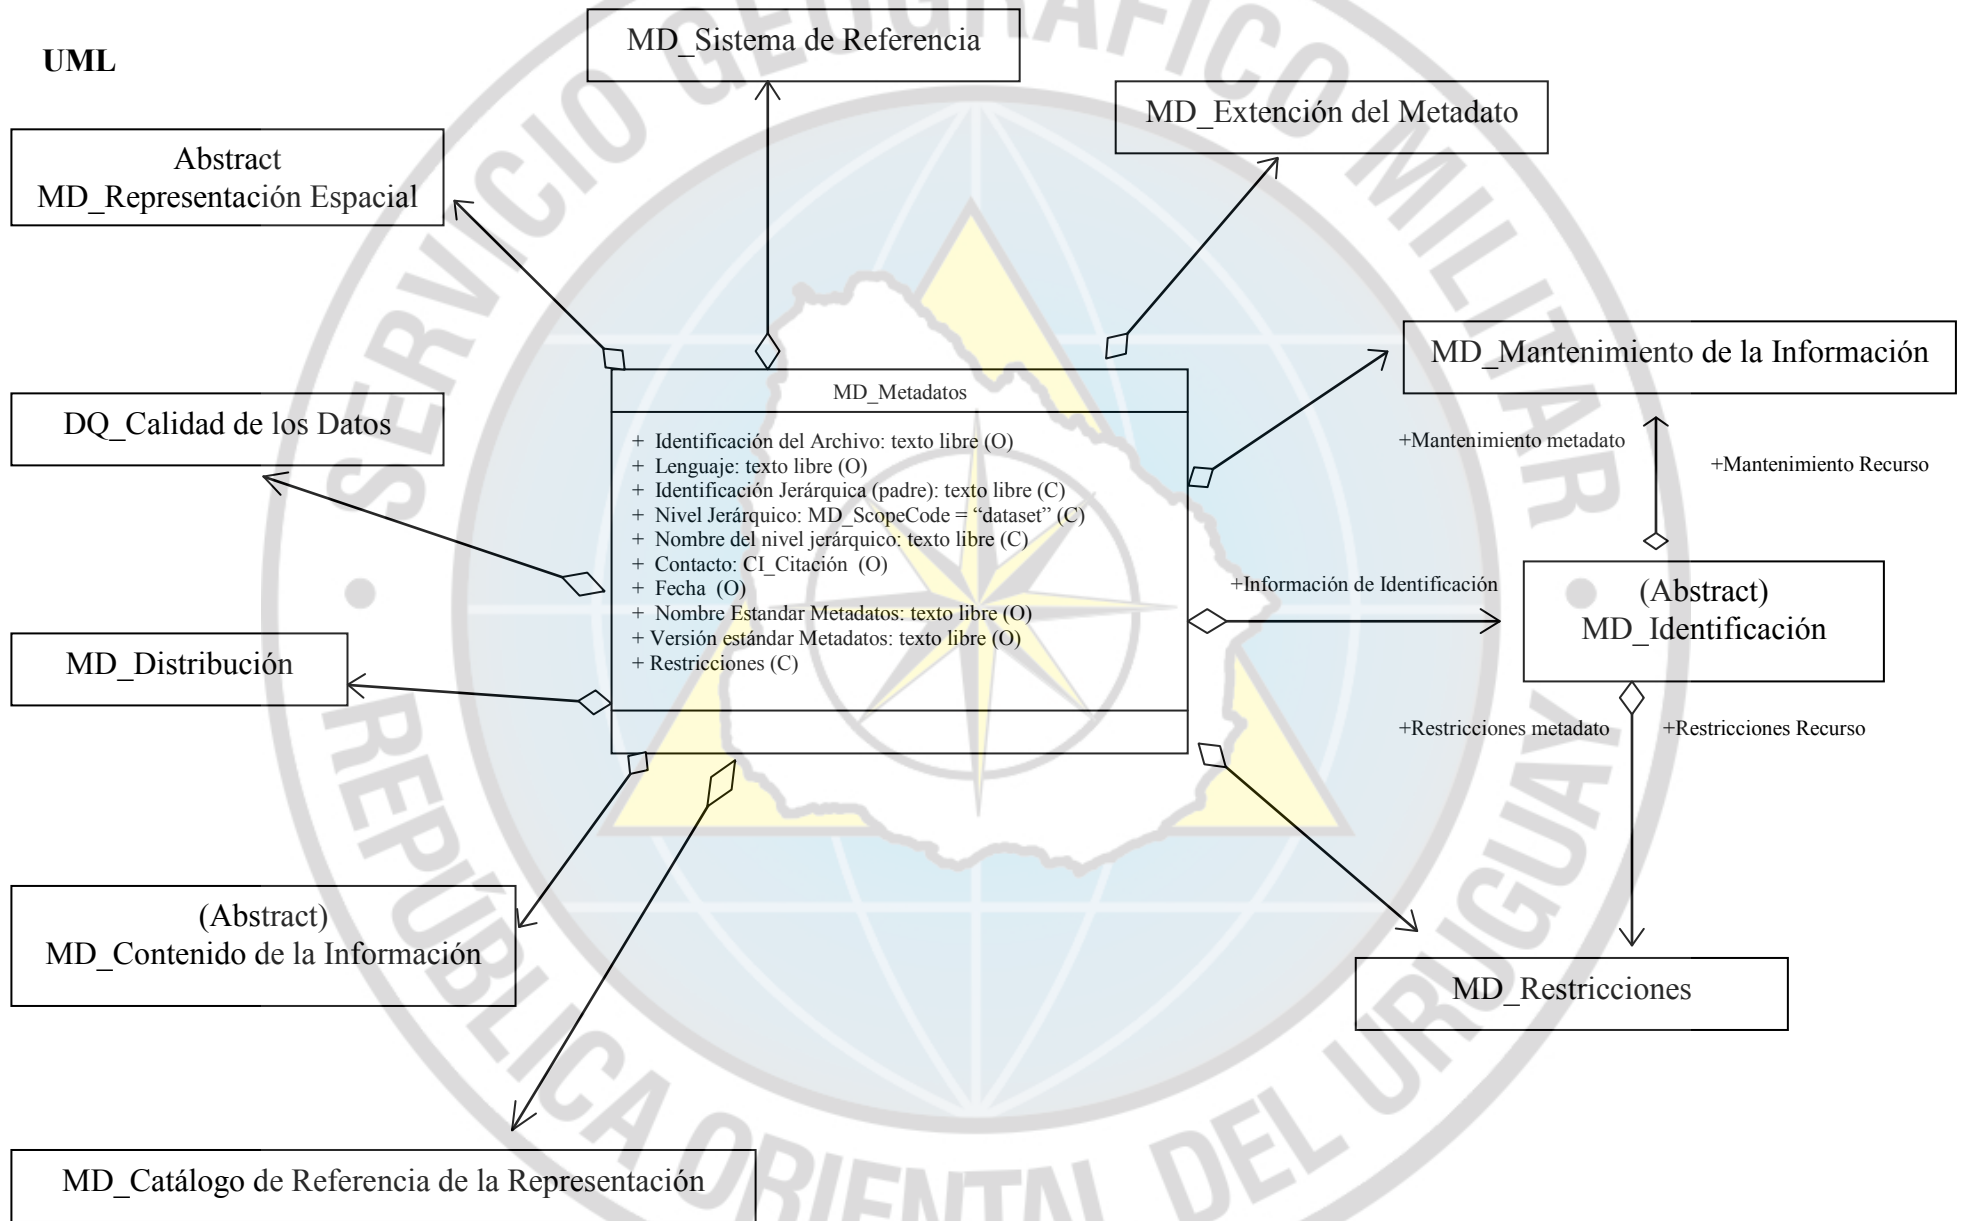 UML
MD_Sistema de Referencia
MD_Extención del Metadato
Abstract
MD_Representación Espacial
MD_Mantenimiento de la Información
DQ_Calidad de los Datos
MD_Metadatos
+ Identificación del Archivo: texto libre (O)
+ Lenguaje: texto libre (O)
+ Identificación Jerárquica (padre): texto libre (C)
+ Nivel Jerárquico: MD_ScopeCode = “dataset” (C)
+ Nombre del nivel jerárquico: texto libre (C)
+ Contacto: CI_Citación (O)
+ Fecha (O)
+ Nombre Estandar Metadatos: texto libre (O)
+ Versión estándar Metadatos: texto libre (O)
+ Restricciones (C)
+Mantenimiento metadato
+Mantenimiento Recurso
+Información de Identificación
(Abstract)
MD_Identificación
MD_Distribución
+Restricciones metadato
+Restricciones Recurso
(Abstract)
MD_Contenido de la Información
MD_Restricciones
MD_Catálogo de Referencia de la Representación
SERVICIO GEOGRÁFICO MILITAR
REPÚBLICA ORIENTAL DEL URUGUAY